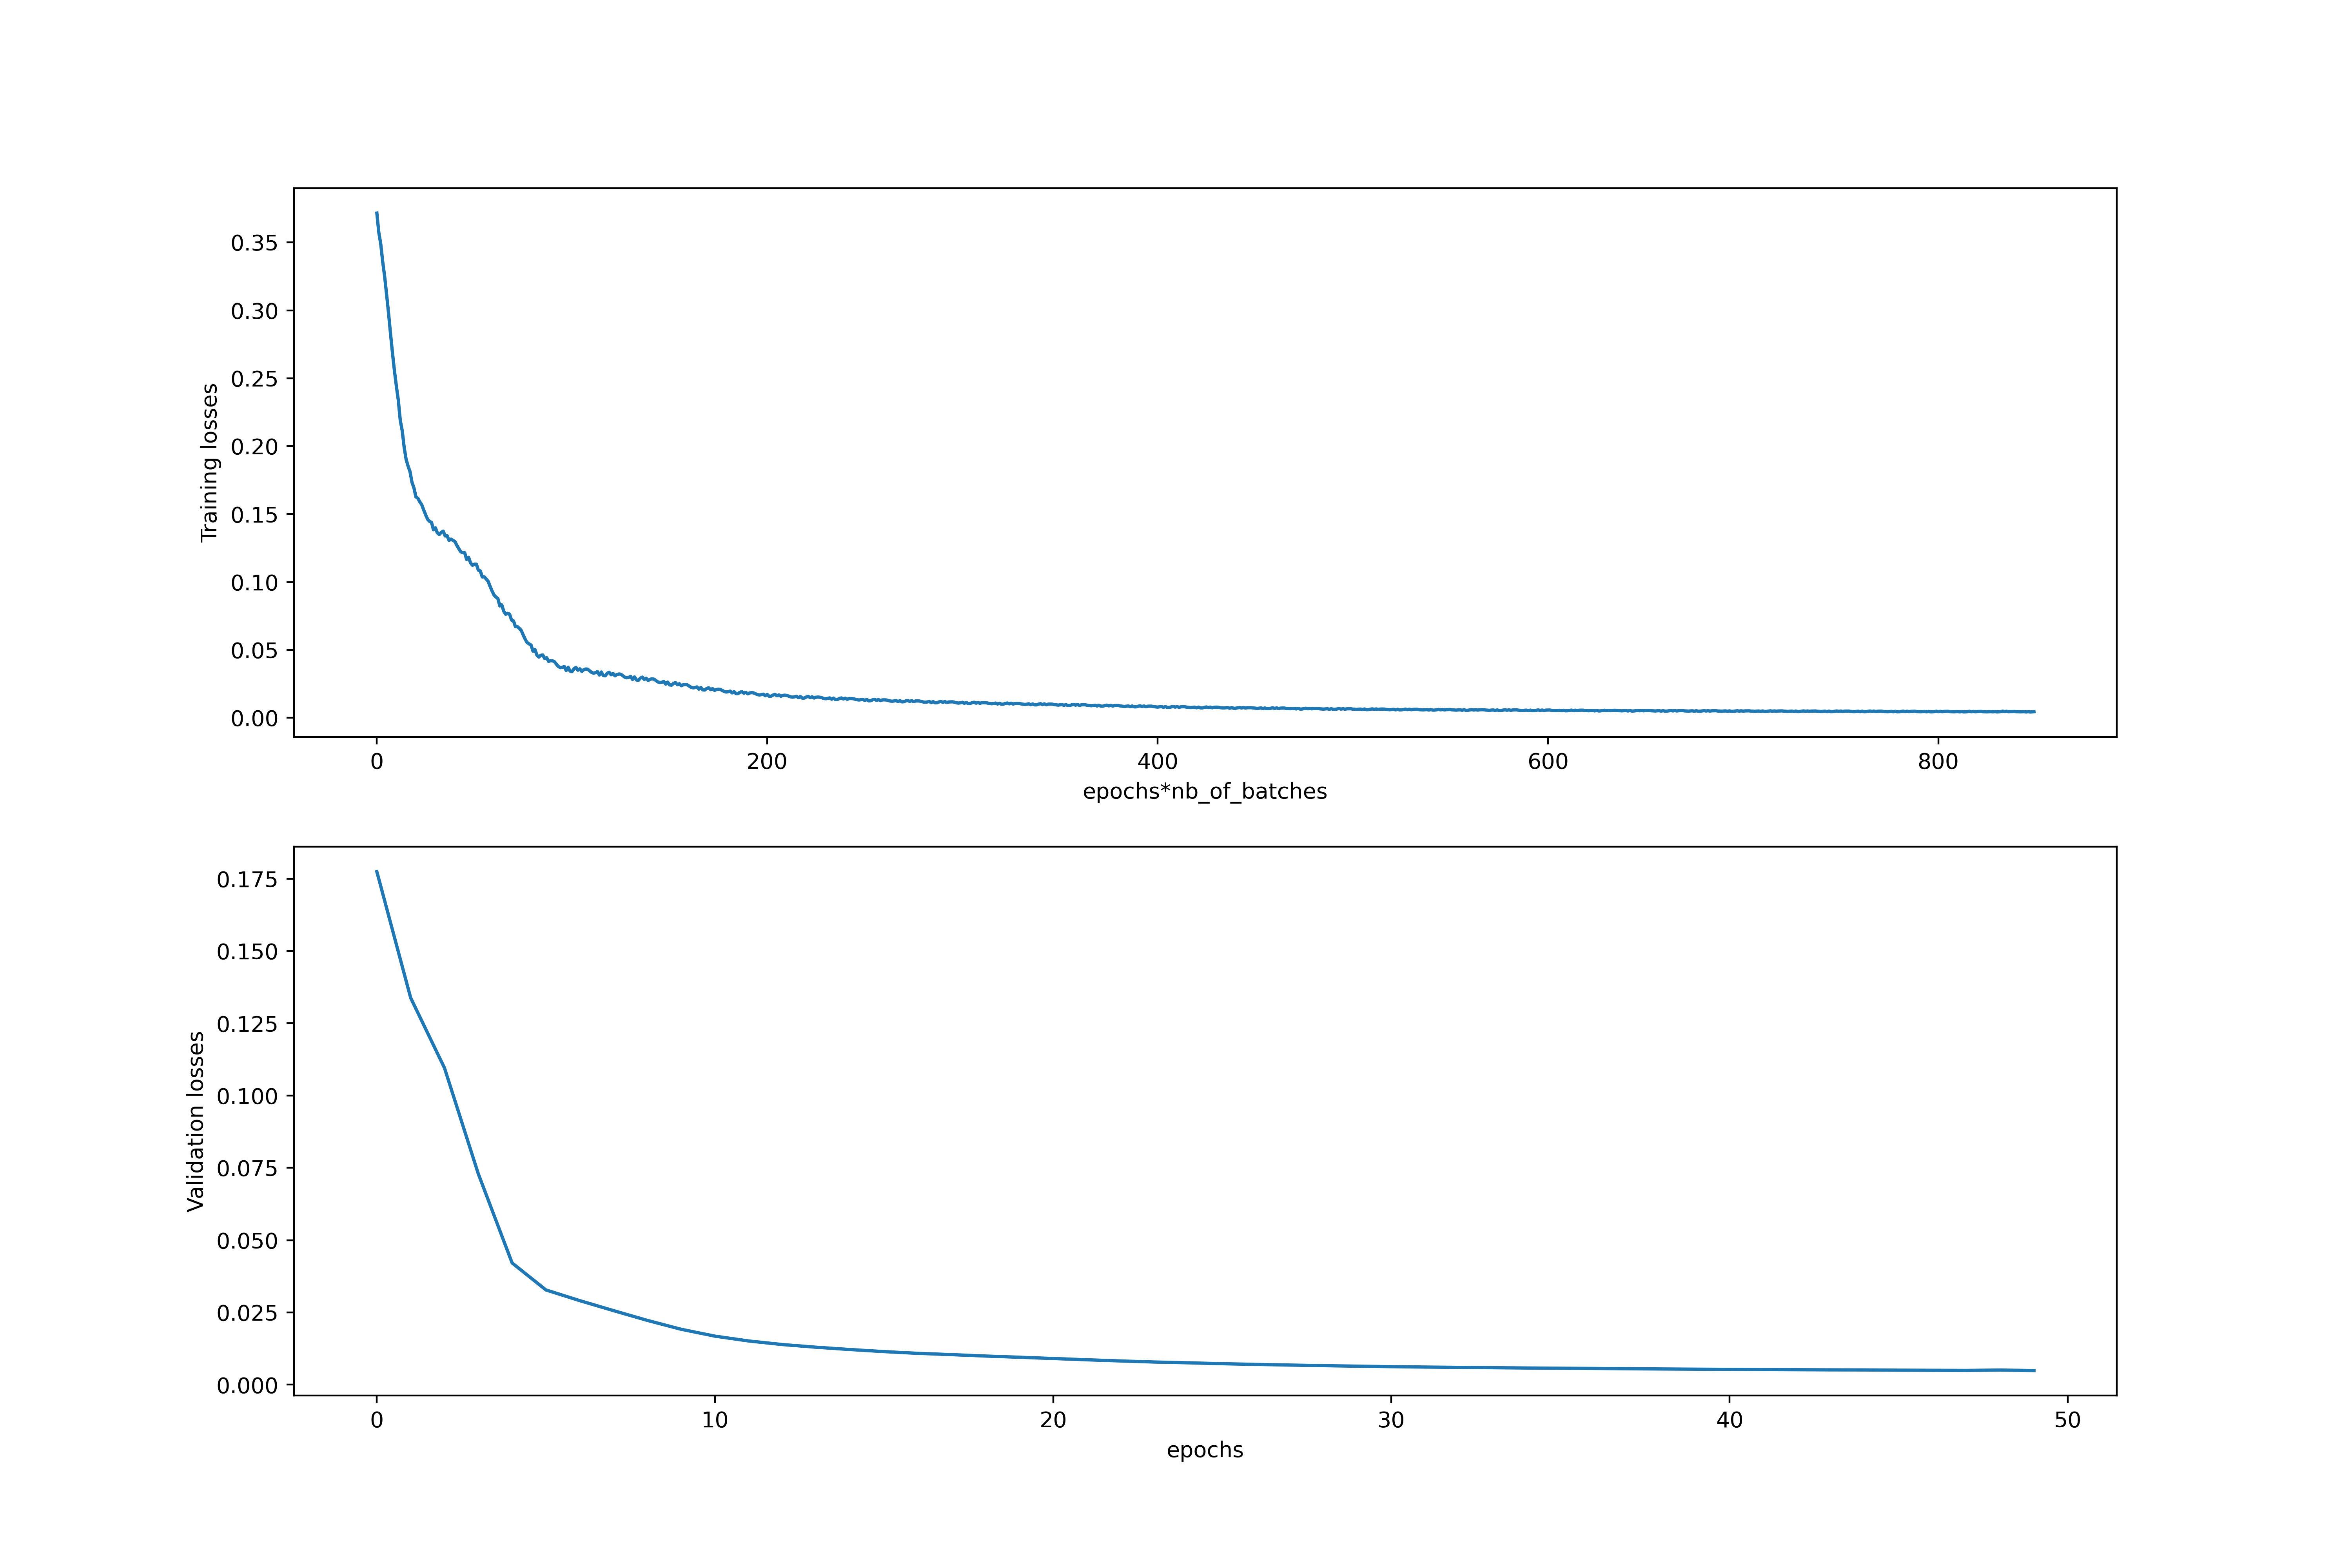 0.35
0.30
0.25
0.20
0.15
0.10
0.05
0.00
Training losses
0 200 400 600 800
epochs*nb_of_batches
0.175
0.150
0.125
0.100
0.075
0.050
0.025
0.000
Validation losses
0 10 20 30 40 50
epochs